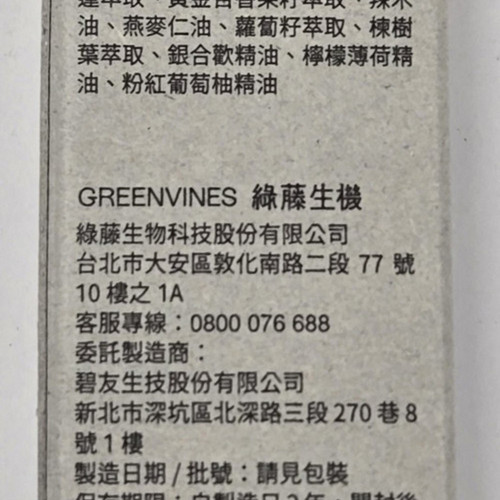 油、燕麥仁油、蘿蔔籽萃取、楝樹
葉萃取、銀合歡精油、檸檬薄荷精
油、粉紅葡萄柚精油
GREENVINES 綠藤生機
綠藤生物科技股份有限公司
台北市大安區敦化南路二段 77 號
10 樓之 1A
客服專線：0800 076 688
委託製造商：
碧友生技股份有限公司
新北市深坑區北深路三段 270 巷 8
號 1 樓
製造日期 / 批號：請見包裝